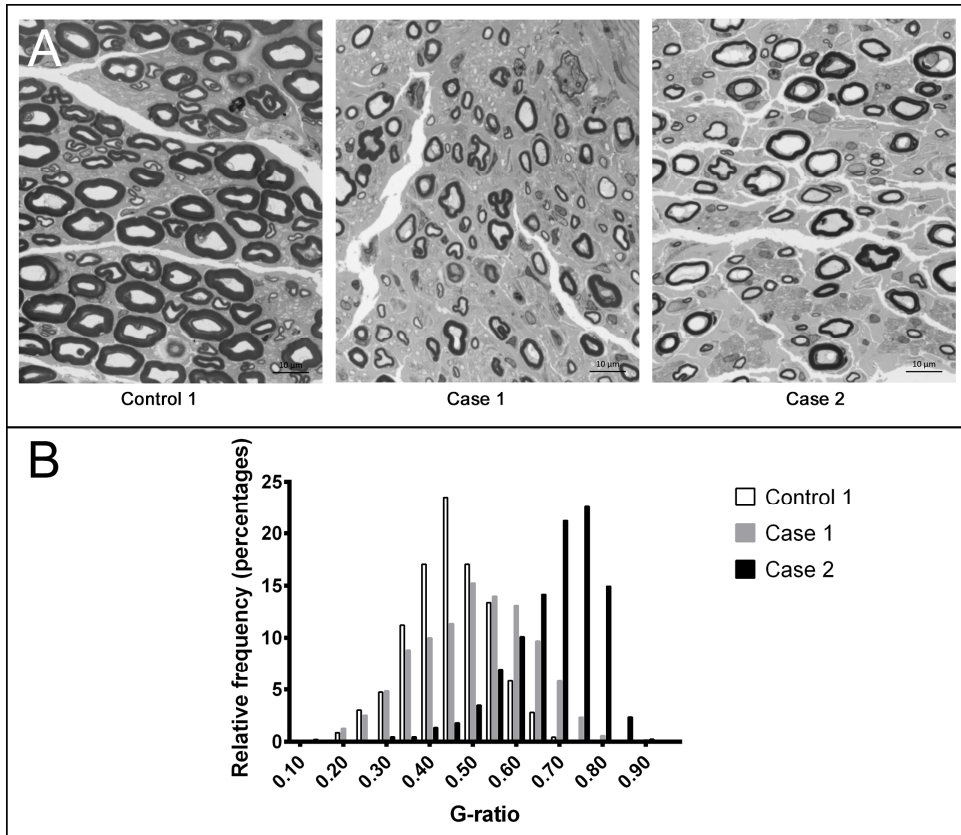 A
10 µm
10 µm
10 µm
Control 1
Case 1
Case 2
B
Relative frequency (percentages)
25
20
15
10
5
0
0.10
0.20
0.30
0.40
0.50
0.60
0.70
0.80
0.90
G-ratio
Control 1
Case 1
Case 2